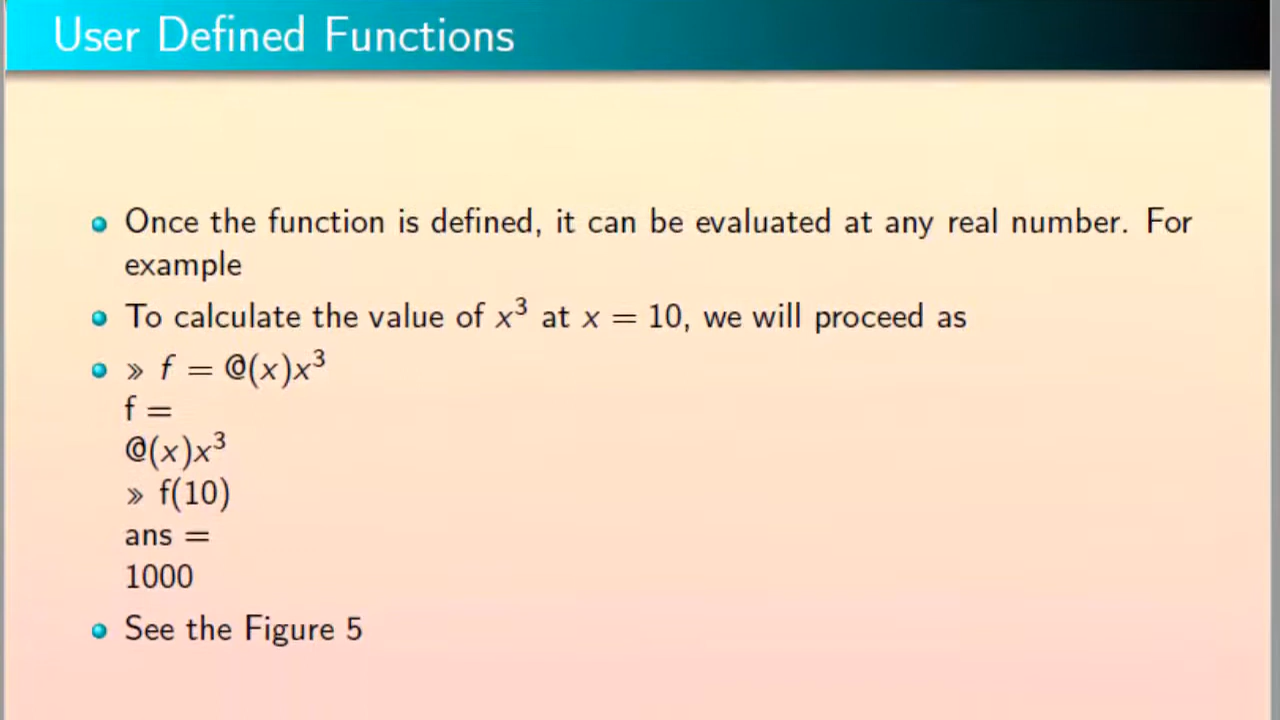 User Defined Functions
Once the function is defined, it can be evaluated at any real number. For
example
To calculate the value of x³ at x = 10, we will proceed as
» f = @(x)x³
f =
@(x)x³
» f(10)
ans =
1000
See the Figure 5